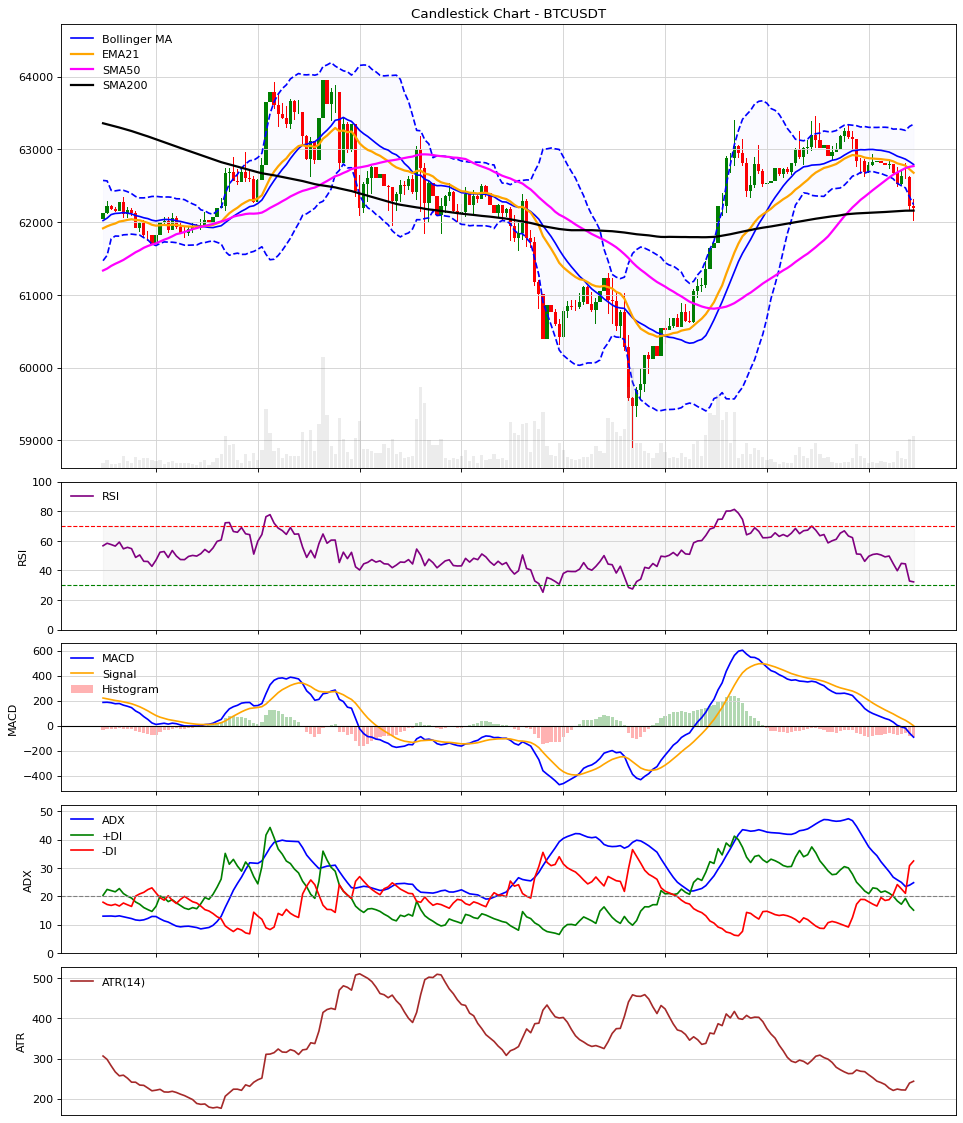 Candlestick Chart - BTCUSDT
Bollinger MA
EMA21
SMA50
SMA200
64000
63000
62000
61000
60000
59000
100
80
60
40
20
0
RSI
RSI
600
400
200
0
−200
−400
MACD
MACD
Signal
Histogram
50
40
30
20
10
0
ADX
ADX
+DI
-DI
500
400
300
200
ATR
ATR(14)